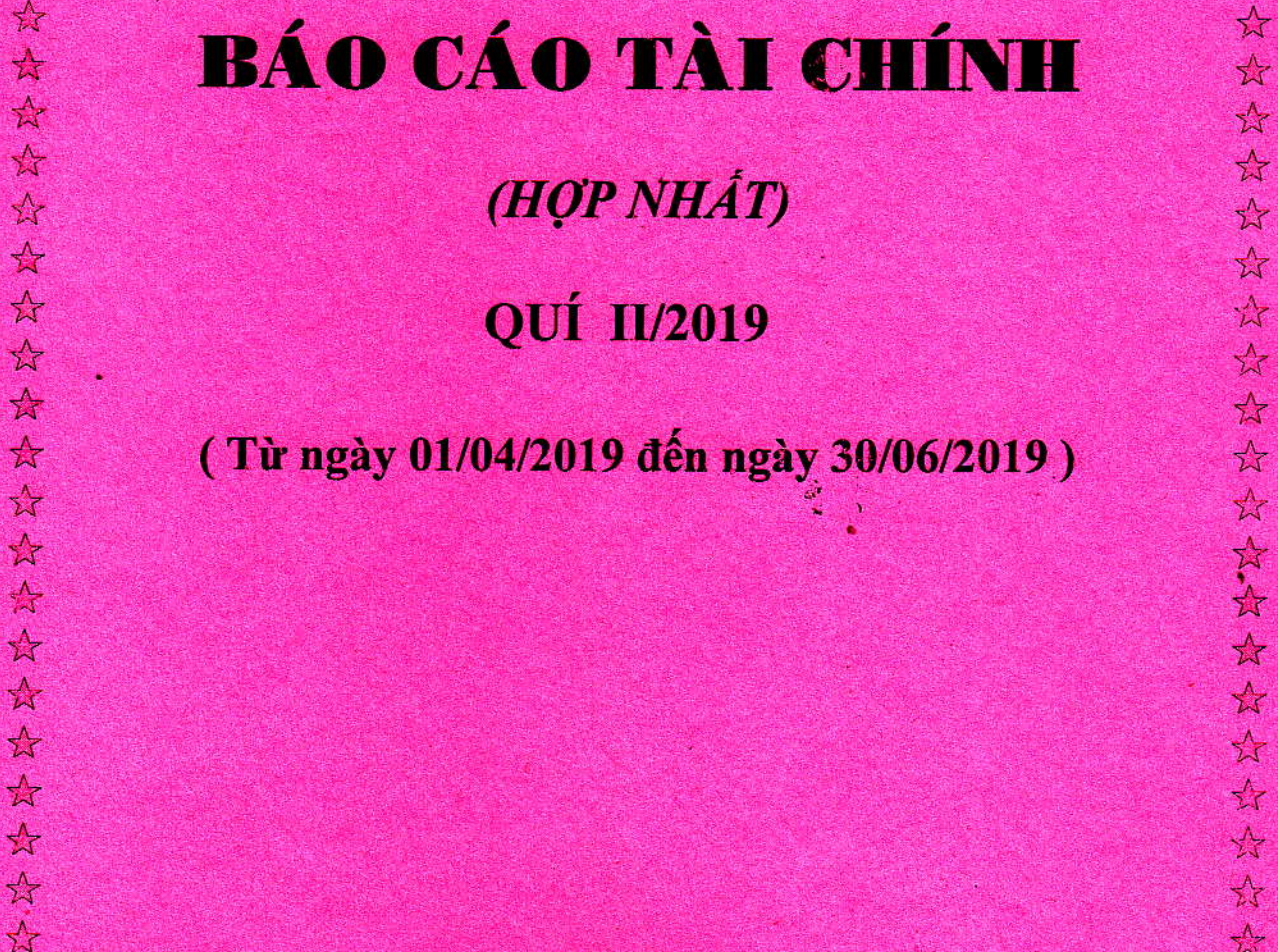 BÁO CÁO TÀI CHÍNH
(HỢP NHẤT)
QUÍ II/2019
( Từ ngày 01/04/2019 đến ngày 30/06/2019 )